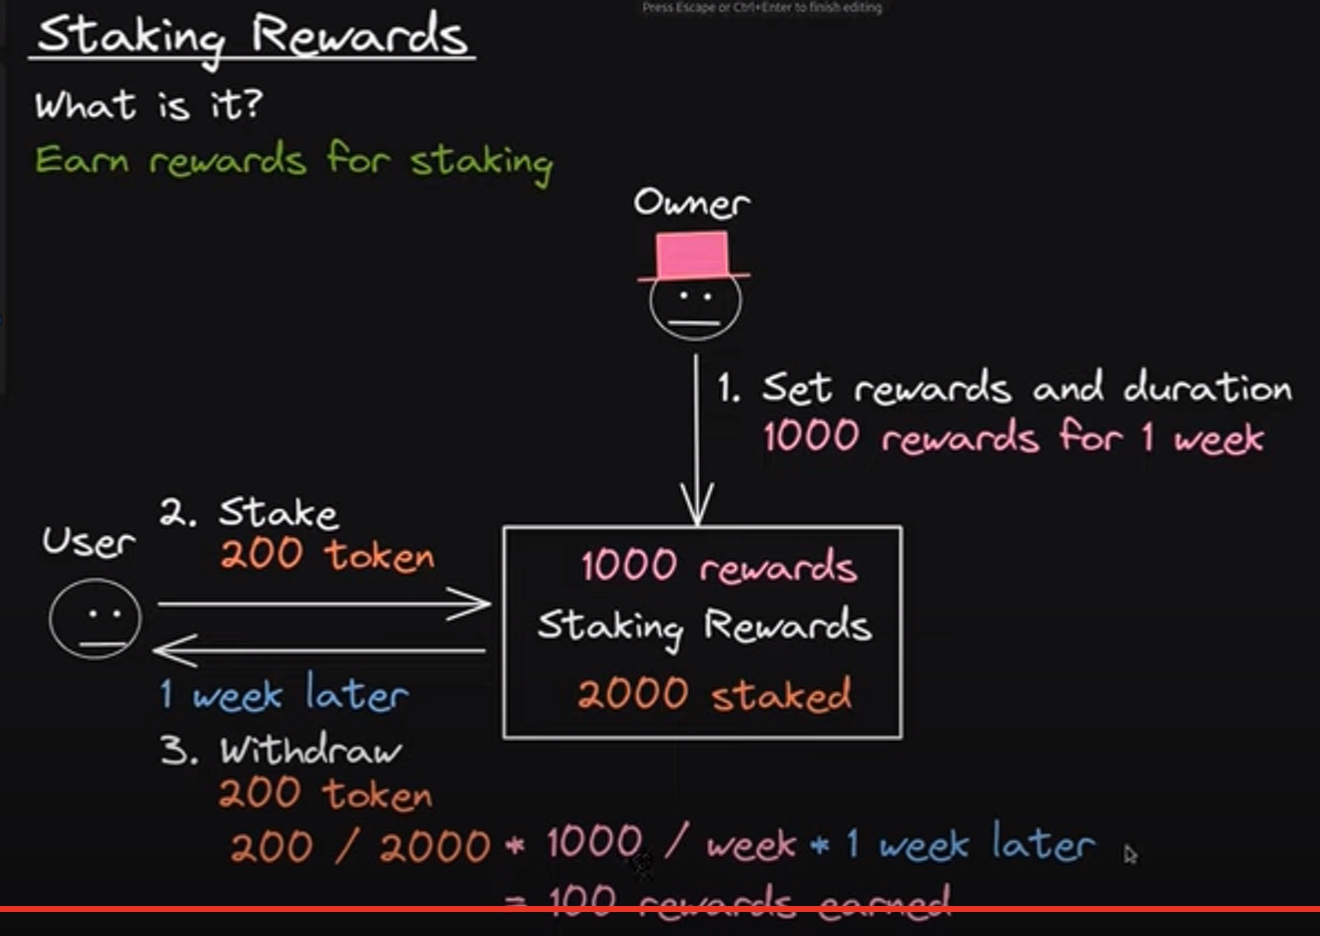 Press Escape or Ctrl+Enter to finish editing
Staking Rewards
What is it?
Earn rewards for staking
Owner
1. Set rewards and duration
1000 rewards for 1 week
2. Stake
200 token
User
1000 rewards
Staking Rewards
2000 staked
1 week later
3. Withdraw
200 token
200 / 2000 * 1000 / week * 1 week later
= 100 rewards earned